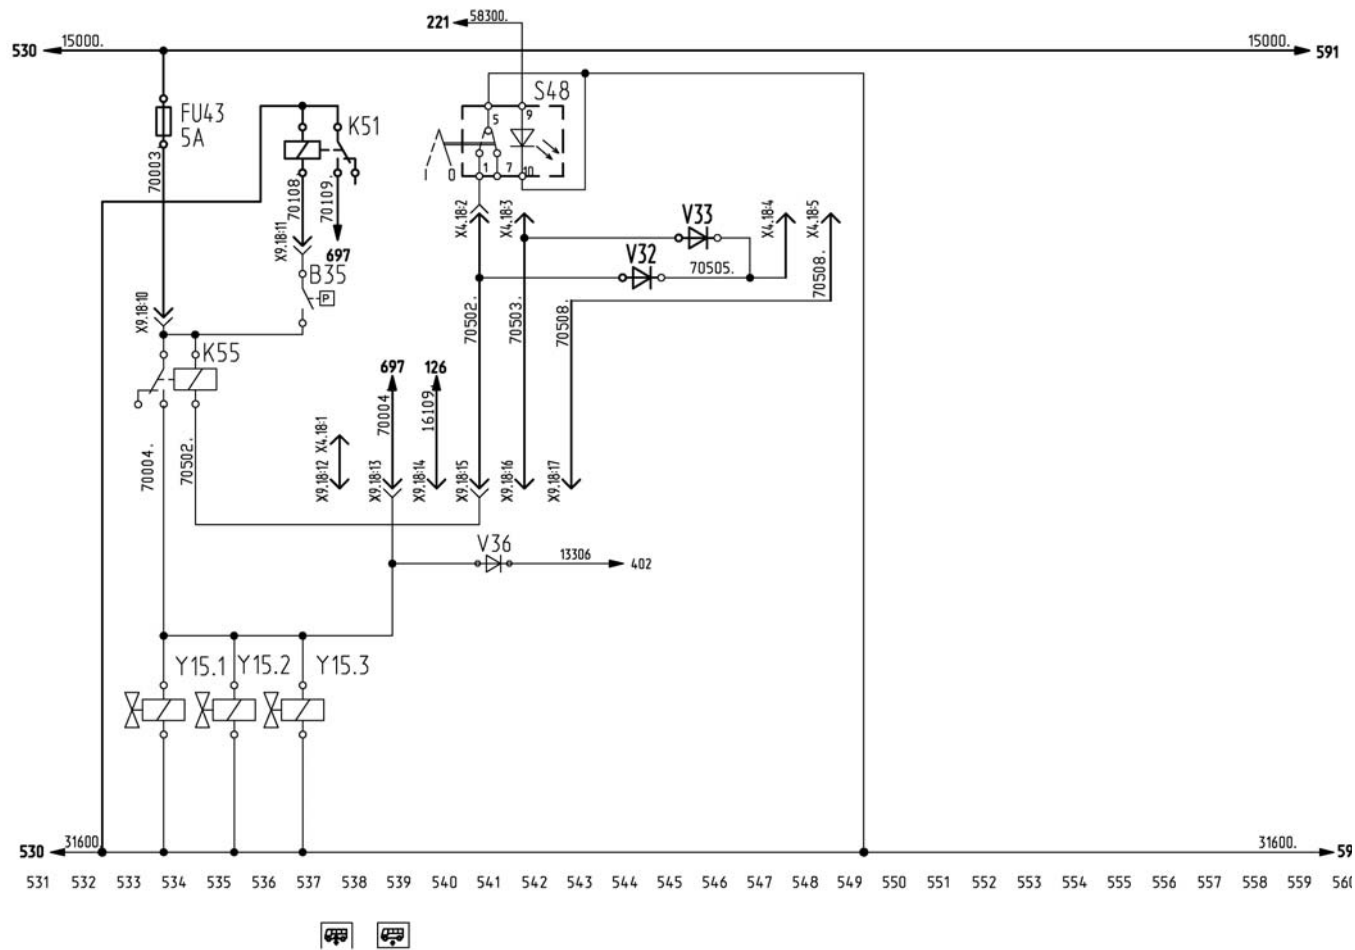 221
58300.
530
15000.
15000.
591
FU43
5A
K51
S48
5
9
1
7
10
I
0
70003.
70108.
70109.
X9.18:11
697
B35
P
X9.18:10
K55
X4.18:2
X4.18:3
V33
V32
70505.
X4.18:4
X4.18:5
70508.
70502.
70503.
70508.
697
126
70004
16109.
X4.18:1
X9.18:12
X9.18:13
X9.18:14
X9.18:15
X9.18:16
X9.18:17
70004.
70502.
V36
13306
402
Y15.1
Y15.2
Y15.3
530
31600.
31600.
59
531 532 533 534 535 536 537 538 539 540 541 542 543 544 545 546 547 548 549 550 551 552 553 554 555 556 557 558 559 560